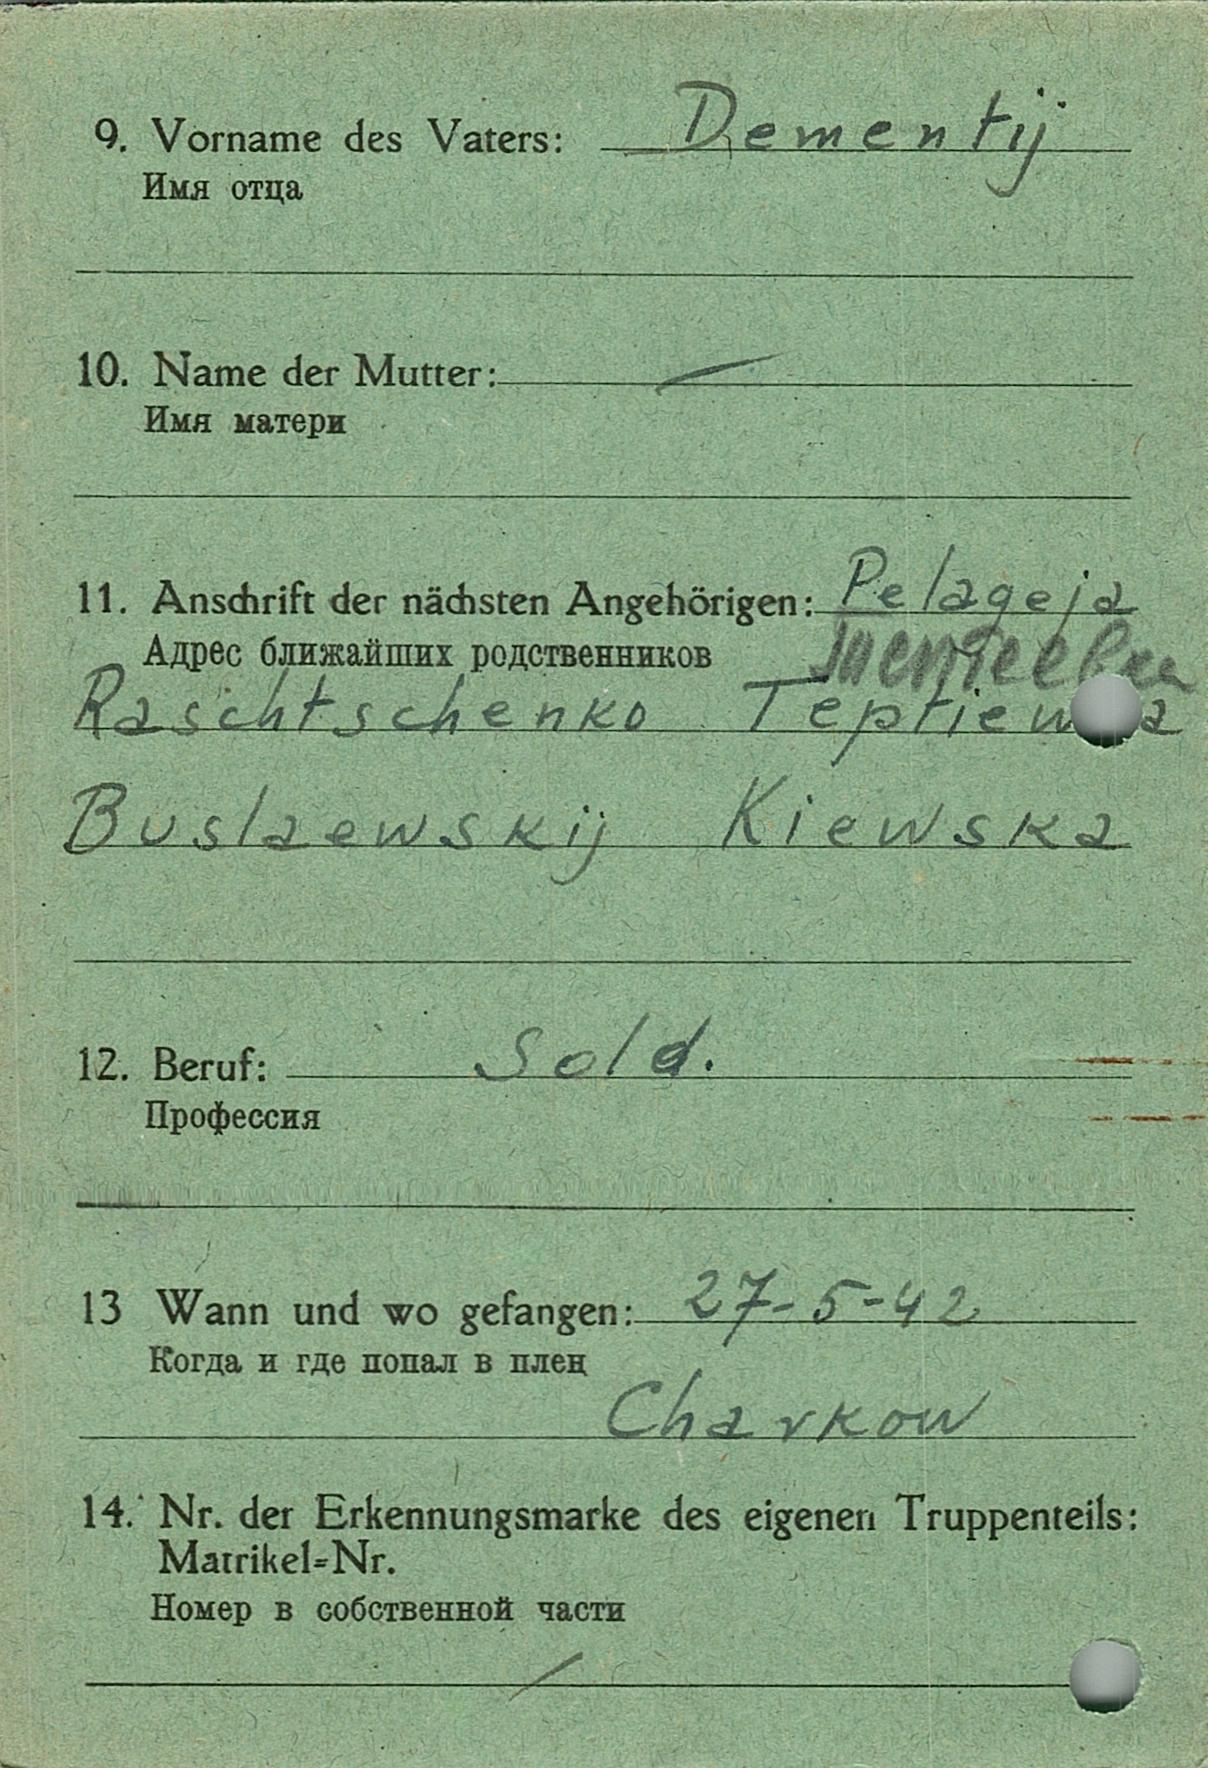 9. Vorname des Vaters: Dementij
Имя отца
10. Name der Mutter: —
Имя матери
11. Anschrift der nächsten Angehörigen: Pelageja
Адрес ближайших родственников
Raschtschenko Teptiewka
Buslaewskij Kiewska
12. Beruf: Sold.
Профессия
13 Wann und wo gefangen: 27-5-42
Когда и где попал в плен
Charkow
14. Nr. der Erkennungsmarke des eigenen Truppenteils:
Matrikel=Nr.
Номер в собственной части
/